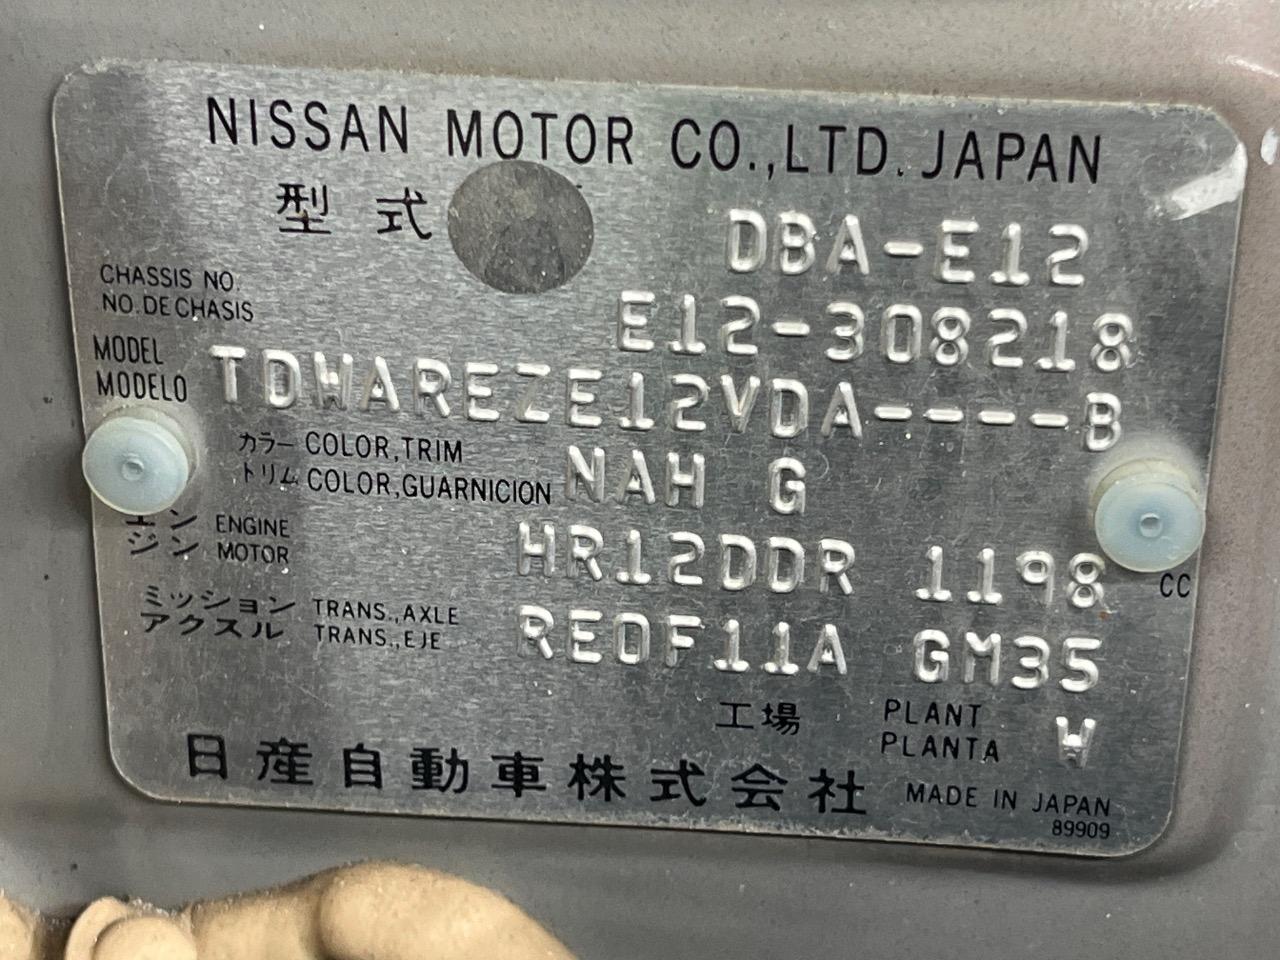 NISSAN MOTOR CO.,LTD. JAPAN
型式 DBA-E12
CHASSIS NO.
NO. DE CHASIS E12-308218
MODEL
MODELO TDWAREZE12VDA----B
カラー COLOR,TRIM
トリム COLOR,GUARNICION NAH G
エン ENGINE
ジン MOTOR HR12DDR 1198 CC
ミッション TRANS.,AXLE
アクスル TRANS.,EJE RE0F11A GM35
工場 PLANT
PLANTA W
日産自動車株式会社 MADE IN JAPAN
89909